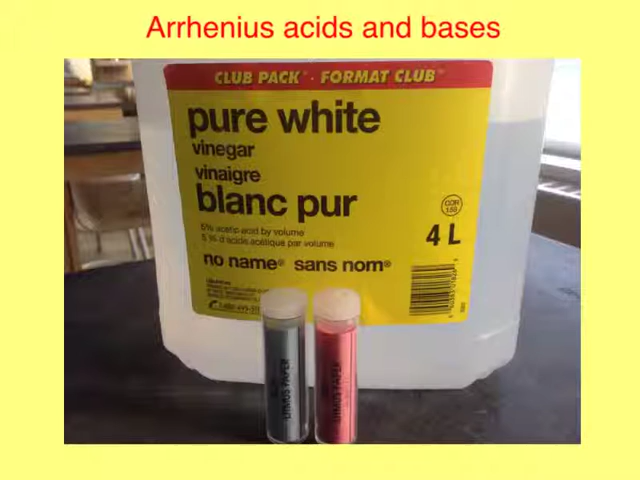 Arrhenius acids and bases
CLUB PACK · FORMAT CLUB
pure white
vinegar
vinaigre
blanc pur
5% acetic acid by volume
5 % d'acide acétique par volume
COR
4 L
no name® sans nom®
LITMUS PAPER
LITMUS PAPER